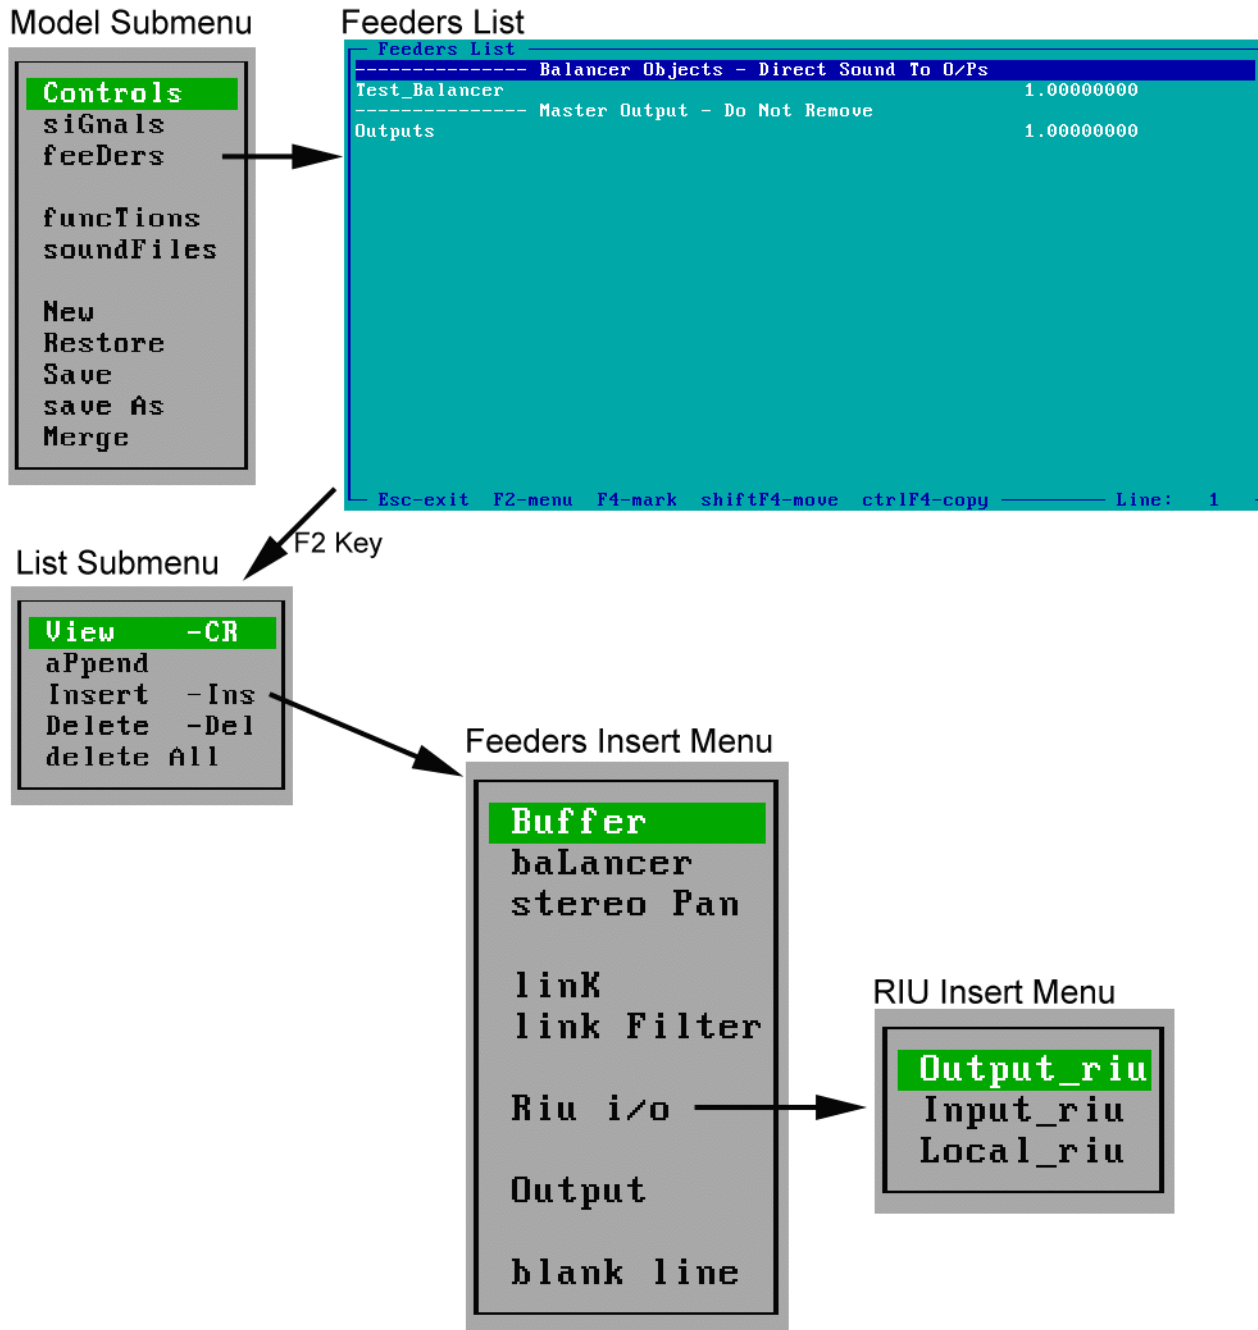 Model Submenu
Controls
siGnals
feeDers
funcTions
soundFiles
New
Restore
Save
save As
Merge
Feeders List
Feeders List
--------------- Balancer Objects - Direct Sound To O/Ps
Test_Balancer 1.00000000
--------------- Master Output - Do Not Remove
Outputs 1.00000000
Esc-exit F2-menu F4-mark shiftF4-move ctrlF4-copy Line: 1
F2 Key
List Submenu
View -CR
aPpend
Insert -Ins
Delete -Del
delete All
Feeders Insert Menu
Buffer
baLancer
stereo Pan
linK
link Filter
Riu i/o
Output
blank line
RIU Insert Menu
Output_riu
Input_riu
Local_riu